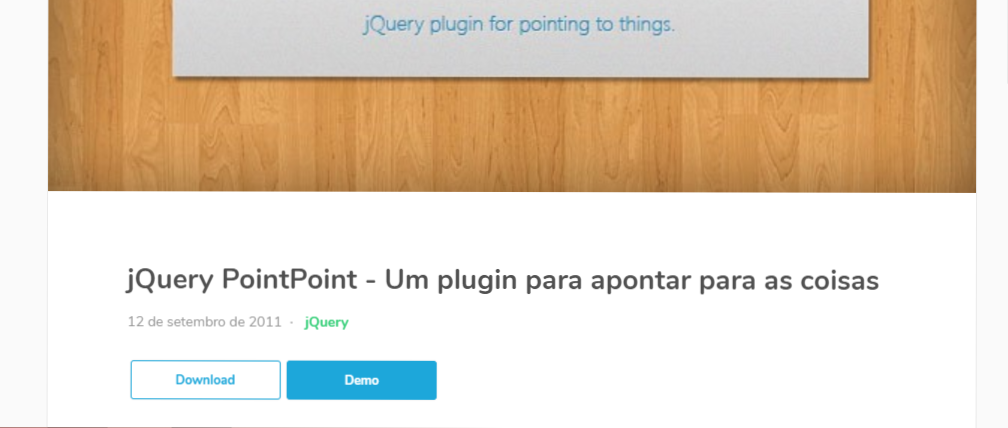 jQuery plugin for pointing to things.
jQuery PointPoint - Um plugin para apontar para as coisas
12 de setembro de 2011 · jQuery
Download Demo